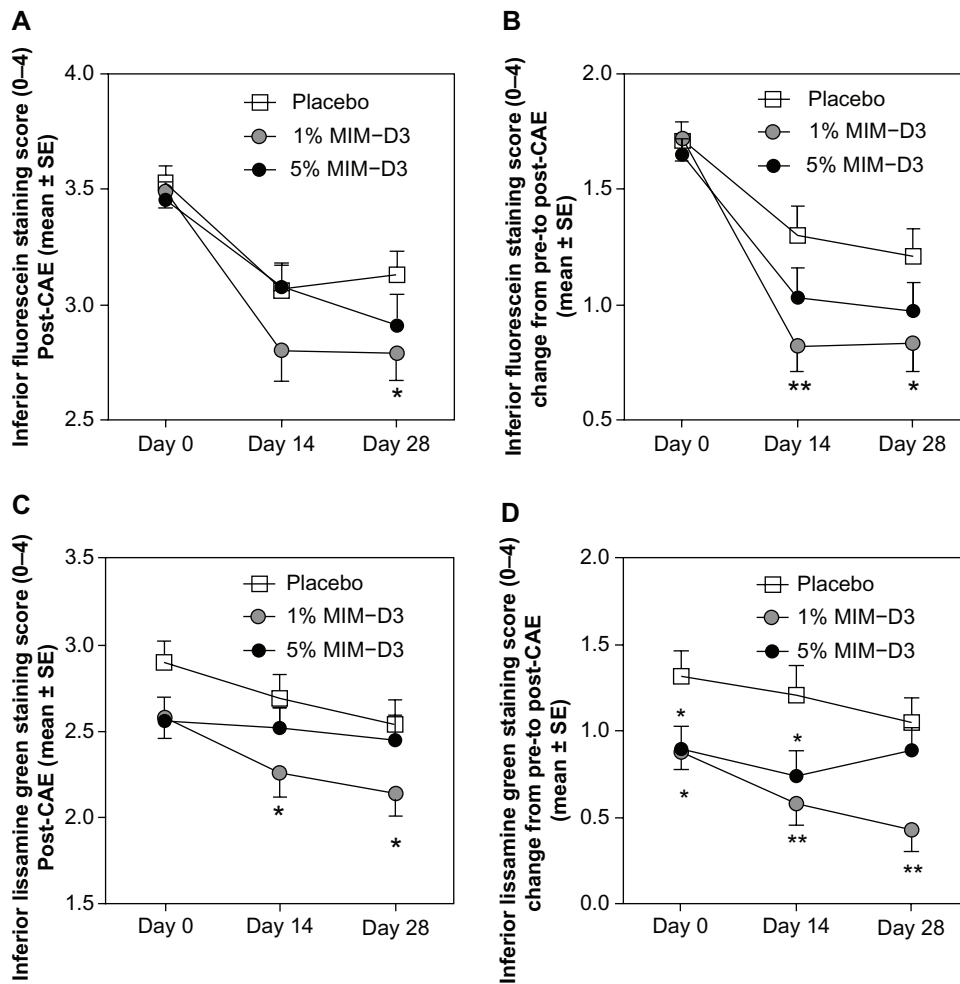 A
Inferior fluorescein staining score (0–4)
Post-CAE (mean ± SE)
4.0
3.5
3.0
2.5
Placebo
1% MIM–D3
5% MIM–D3
*
Day 0
Day 14
Day 28
B
Inferior fluorescein staining score (0–4)
change from pre-to post-CAE
(mean ± SE)
2.0
1.5
1.0
0.5
Placebo
1% MIM–D3
5% MIM–D3
**
*
Day 0
Day 14
Day 28
C
Inferior lissamine green staining score (0–4)
Post-CAE (mean ± SE)
3.5
3.0
2.5
2.0
1.5
Placebo
1% MIM–D3
5% MIM–D3
*
*
Day 0
Day 14
Day 28
D
Inferior lissamine green staining score (0–4)
change from pre-to post-CAE
(mean ± SE)
2.0
1.5
1.0
0.5
0.0
Placebo
1% MIM–D3
5% MIM–D3
*
*
*
**
**
Day 0
Day 14
Day 28